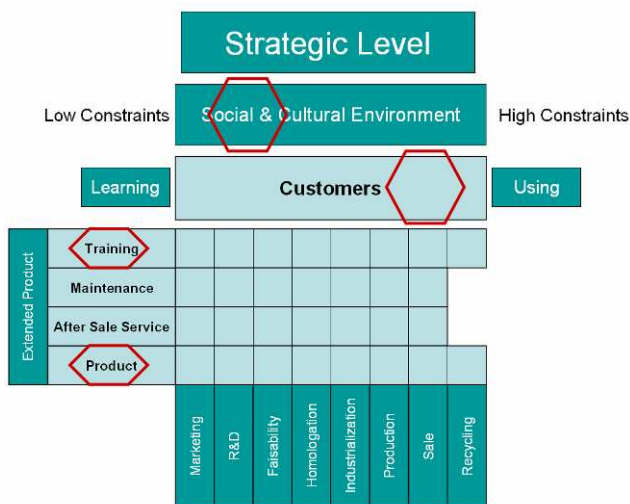 Strategic Level
Low Constraints
Social & Cultural Environment
High Constraints
Learning
Customers
Using
Extended Product
Training
Maintenance
After Sale Service
Product
Marketing
R&D
Faisability
Homologation
Industrialization
Production
Sale
Recycling